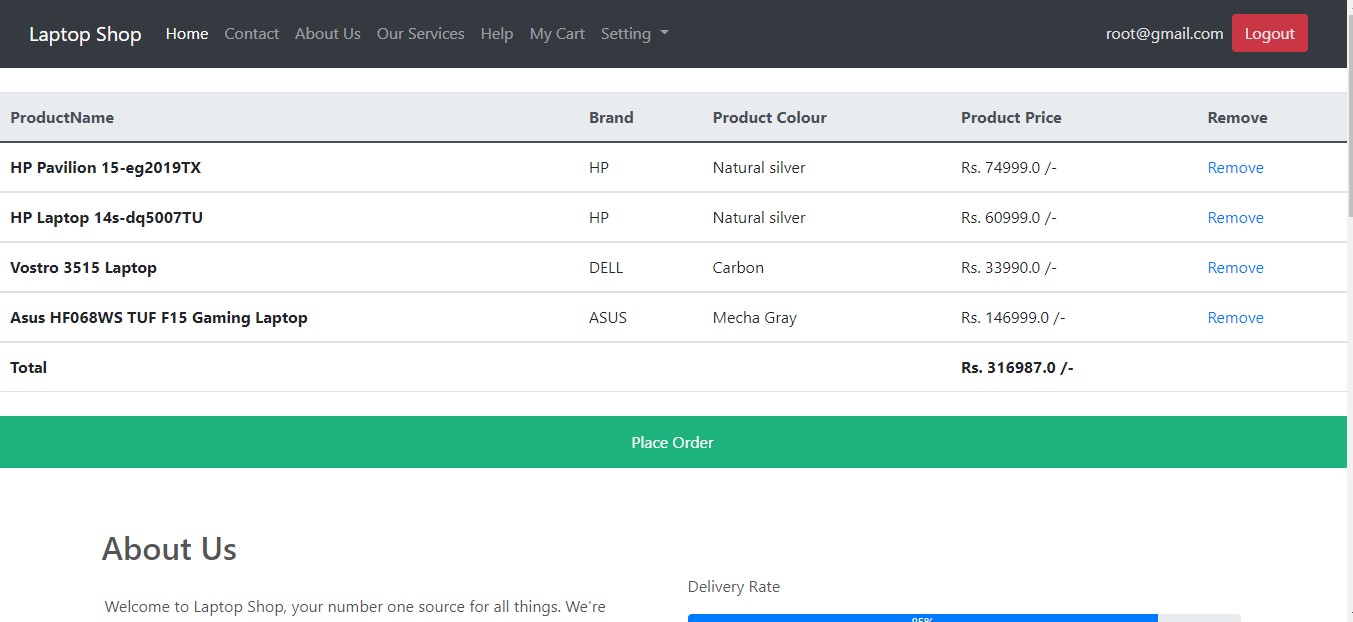 Laptop Shop Home Contact About Us Our Services Help My Cart Setting root@gmail.com Logout
ProductName Brand Product Colour Product Price Remove
HP Pavilion 15-eg2019TX HP Natural silver Rs. 74999.0 /- Remove
HP Laptop 14s-dq5007TU HP Natural silver Rs. 60999.0 /- Remove
Vostro 3515 Laptop DELL Carbon Rs. 33990.0 /- Remove
Asus HF068WS TUF F15 Gaming Laptop ASUS Mecha Gray Rs. 146999.0 /- Remove
Total Rs. 316987.0 /-
Place Order
About Us
Delivery Rate
Welcome to Laptop Shop, your number one source for all things. We're